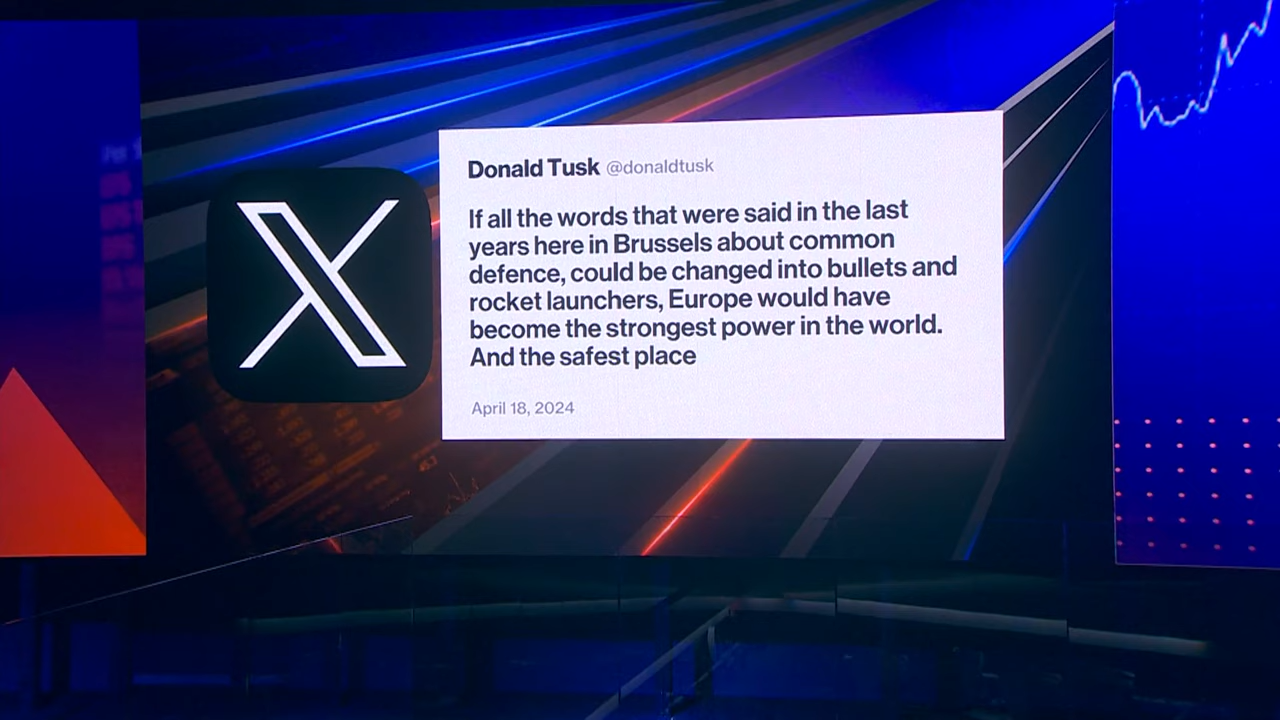 Donald Tusk @donaldtusk
If all the words that were said in the last
years here in Brussels about common
defence, could be changed into bullets and
rocket launchers, Europe would have
become the strongest power in the world.
And the safest place
April 18, 2024